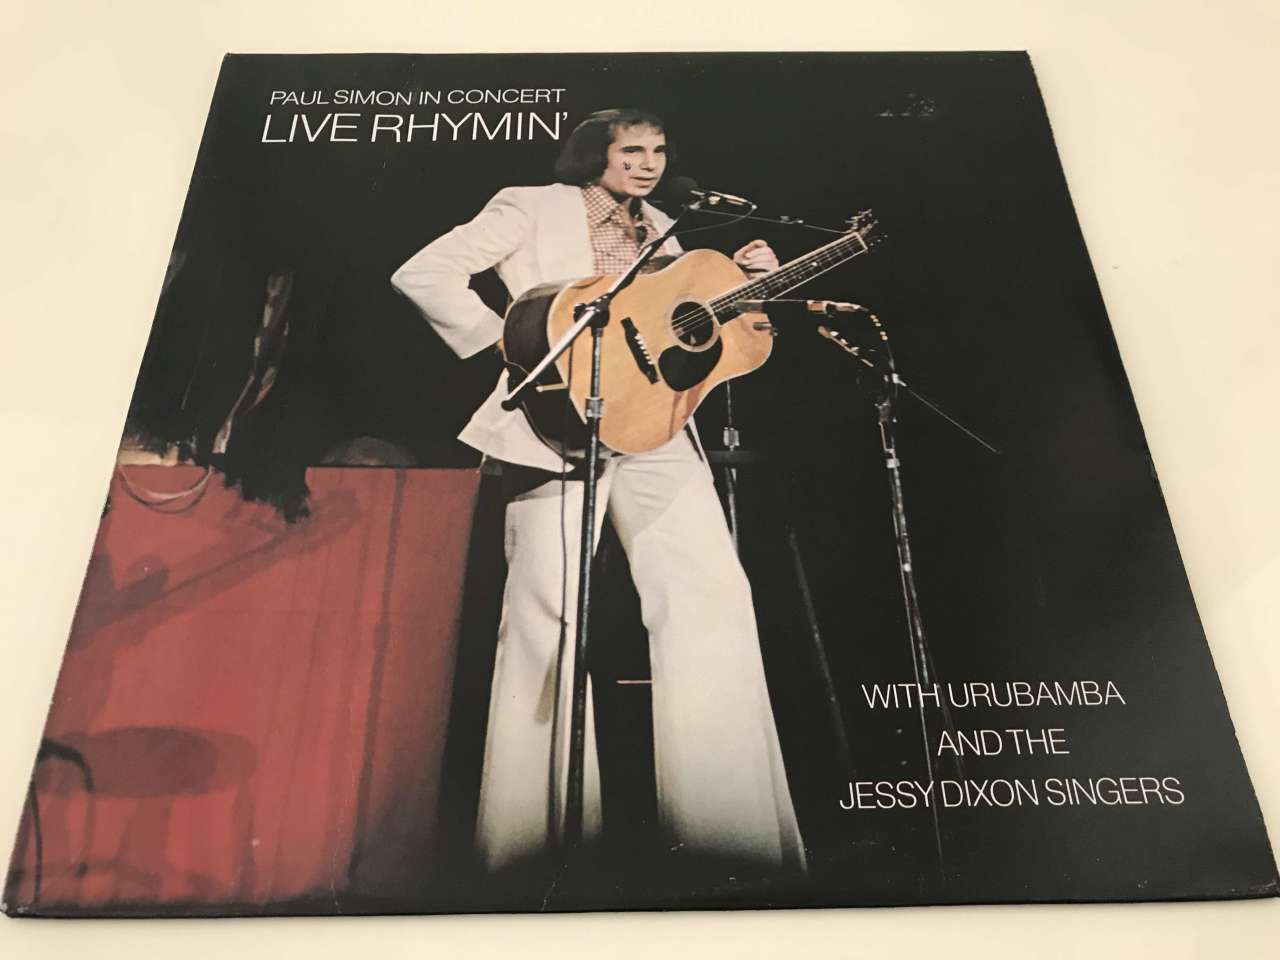 PAUL SIMON IN CONCERT
LIVE RHYMIN'
WITH URUBAMBA
AND THE
JESSY DIXON SINGERS